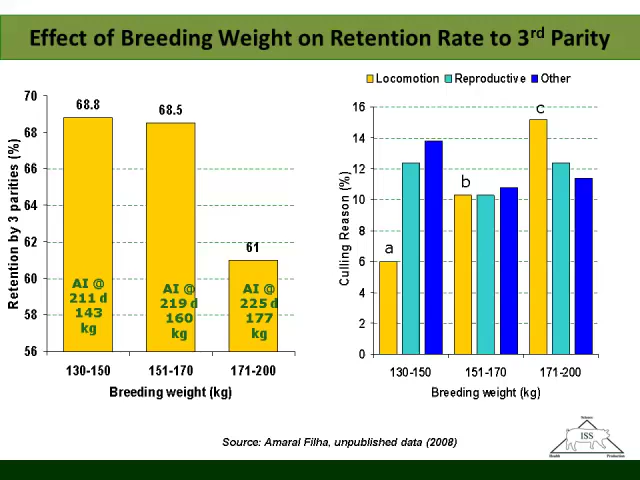 Effect of Breeding Weight on Retention Rate to 3rd Parity
Retention by 3 parities (%)
70
68
66
64
62
60
58
56
68.8
68.5
61
AI @
211 d
143
kg
AI @
219 d
160
kg
AI @
225 d
177
kg
130-150 151-170 171-200
Breeding weight (kg)
Locomotion Reproductive Other
Culling Reason (%)
16
14
12
10
8
6
4
2
0
a
b
c
130-150 151-170 171-200
Breeding weight (kg)
Source: Amaral Filha, unpublished data (2008)
Science
ISS
Health Production